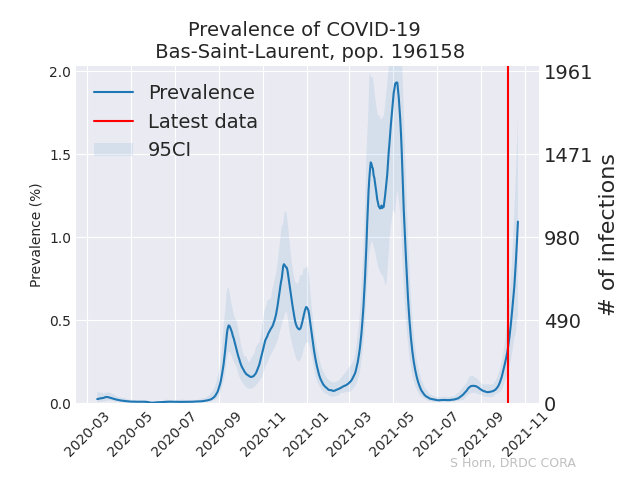 Prevalence of COVID-19
Bas-Saint-Laurent, pop. 196158
Prevalence
Latest data
95CI
Prevalence (%)
2.0
1.5
1.0
0.5
0.0
1961
1471
980
490
0
# of infections
2020-03
2020-05
2020-07
2020-09
2020-11
2021-01
2021-03
2021-05
2021-07
2021-09
2021-11
S Horn, DRDC CORA